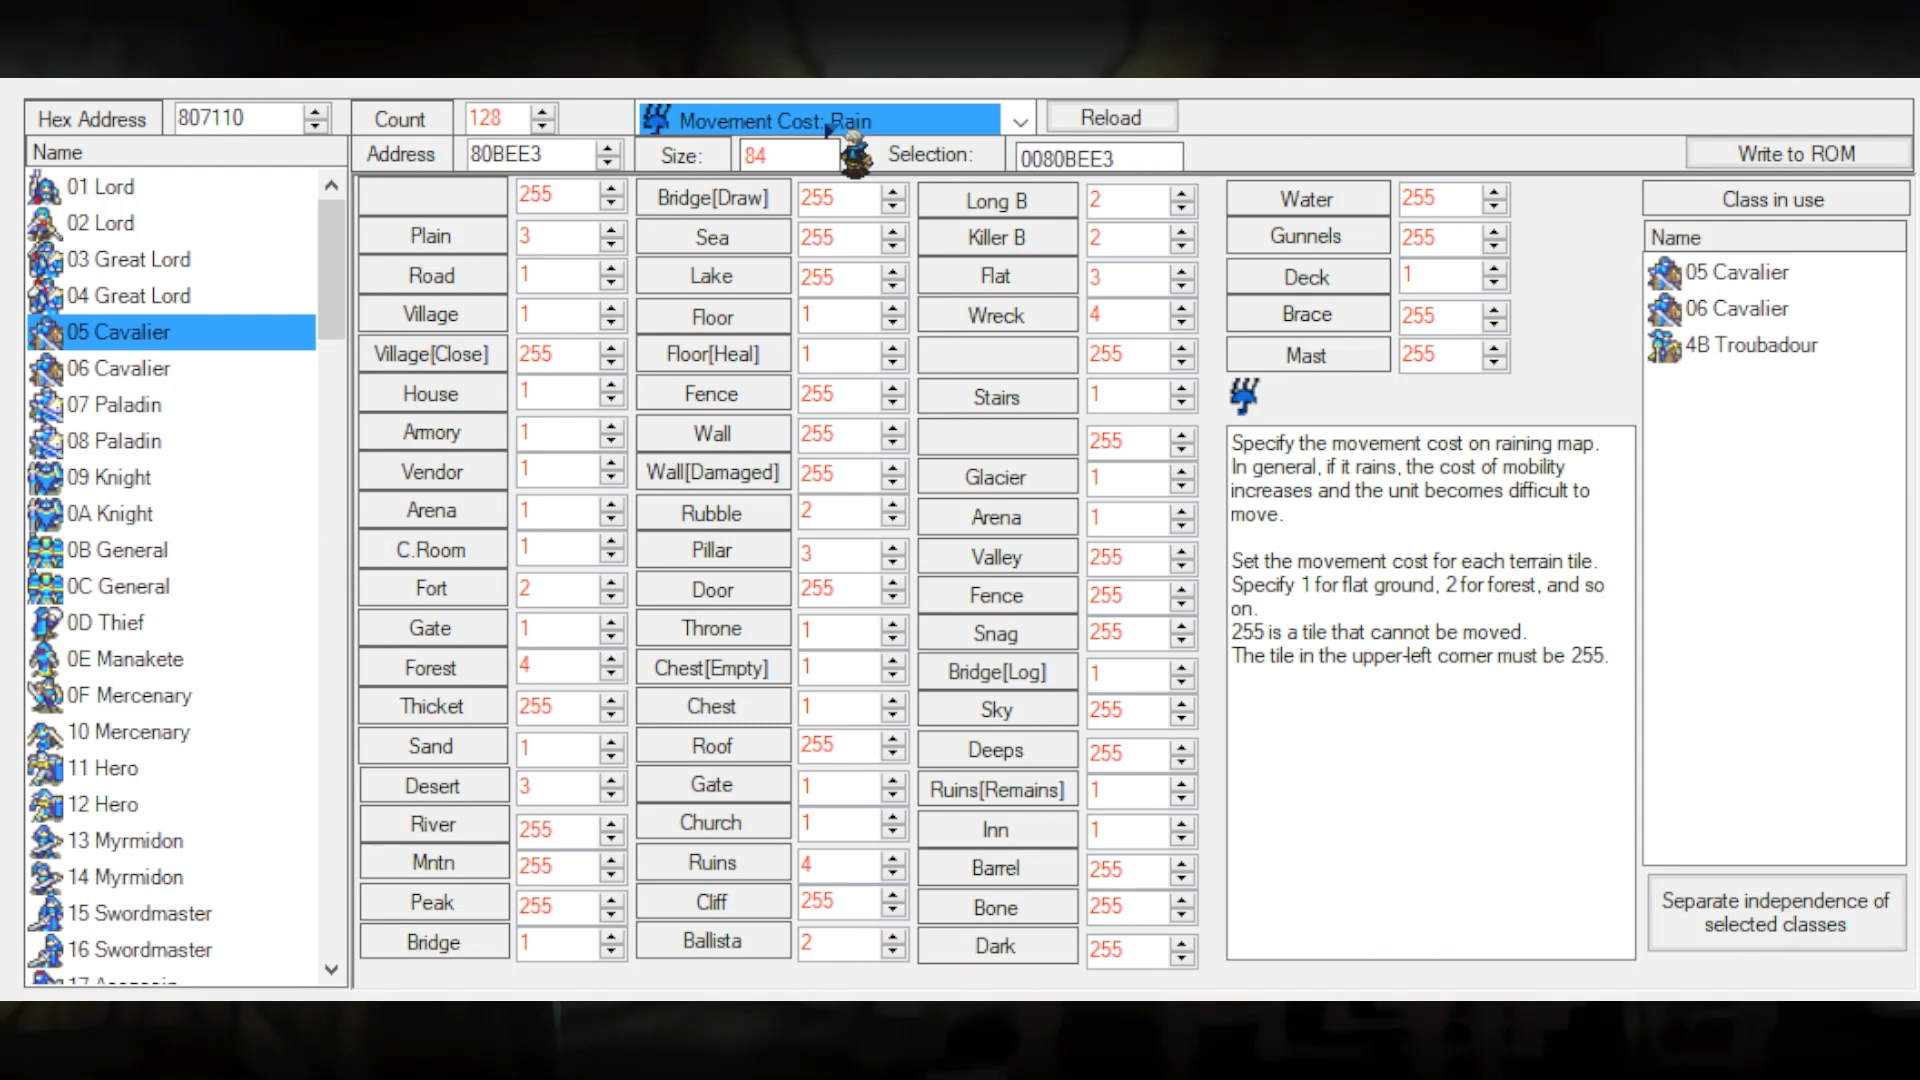 Hex Address 807110 Count 128 Movement Cost: Rain Reload
Name Address 80BEE3 Size: 84 Selection: 0080BEE3 Write to ROM
01 Lord
02 Lord
03 Great Lord
04 Great Lord
05 Cavalier
06 Cavalier
07 Paladin
08 Paladin
09 Knight
0A Knight
0B General
0C General
0D Thief
0E Manakete
0F Mercenary
10 Mercenary
11 Hero
12 Hero
13 Myrmidon
14 Myrmidon
15 Swordmaster
16 Swordmaster
255
Plain 3
Road 1
Village 1
Village[Close] 255
House 1
Armory 1
Vendor 1
Arena 1
C.Room 1
Fort 2
Gate 1
Forest 4
Thicket 255
Sand 1
Desert 3
River 255
Mntn 255
Peak 255
Bridge 1
Bridge[Draw] 255
Sea 255
Lake 255
Floor 1
Floor[Heal] 1
Fence 255
Wall 255
Wall[Damaged] 255
Rubble 2
Pillar 3
Door 255
Throne 1
Chest[Empty] 1
Chest 1
Roof 255
Gate 1
Church 1
Ruins 4
Cliff 255
Ballista 2
Long B 2
Killer B 2
Flat 3
Wreck 4
255
Stairs 1
255
Glacier 1
Arena 1
Valley 255
Fence 255
Snag 255
Bridge[Log] 1
Sky 255
Deeps 255
Ruins[Remains] 1
Inn 1
Barrel 255
Bone 255
Dark 255
Water 255
Gunnels 255
Deck 1
Brace 255
Mast 255
Specify the movement cost on raining map.
In general, if it rains, the cost of mobility
increases and the unit becomes difficult to
move.
Set the movement cost for each terrain tile.
Specify 1 for flat ground, 2 for forest, and so
on.
255 is a tile that cannot be moved.
The tile in the upper-left corner must be 255.
Class in use
Name
05 Cavalier
06 Cavalier
4B Troubadour
Separate independence of
selected classes